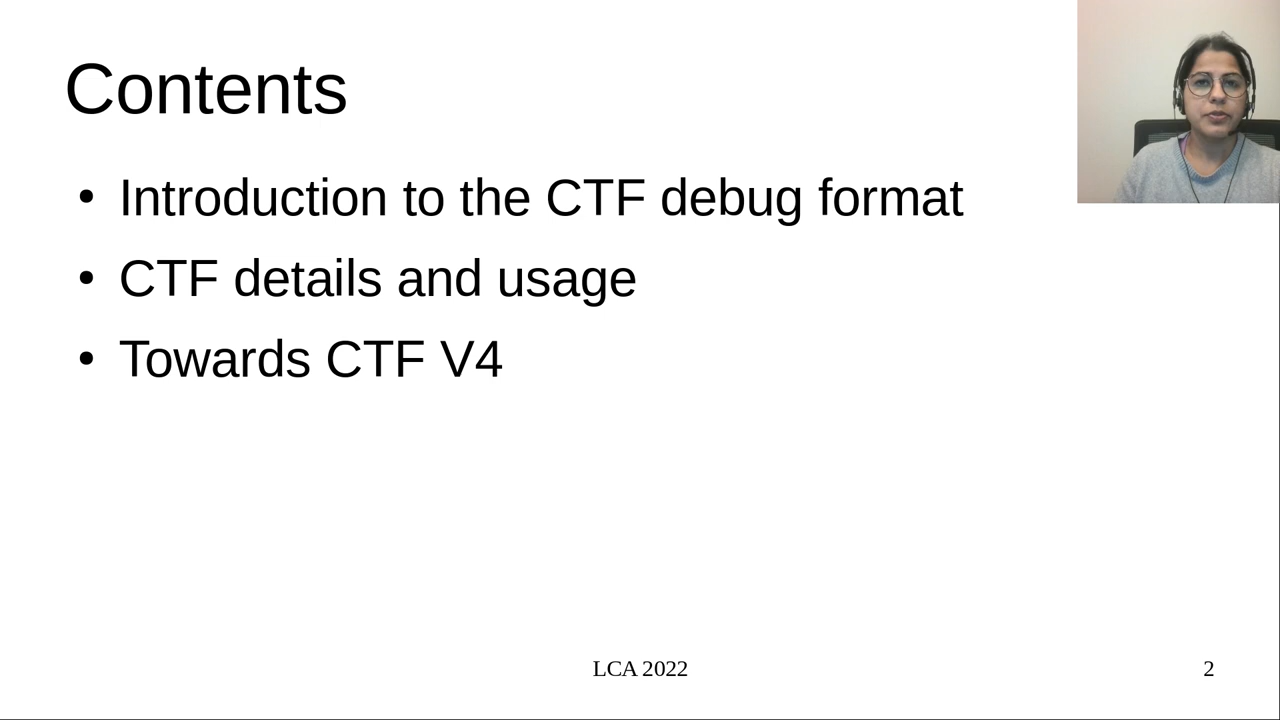 Contents
• Introduction to the CTF debug format
• CTF details and usage
• Towards CTF V4
LCA 2022
2